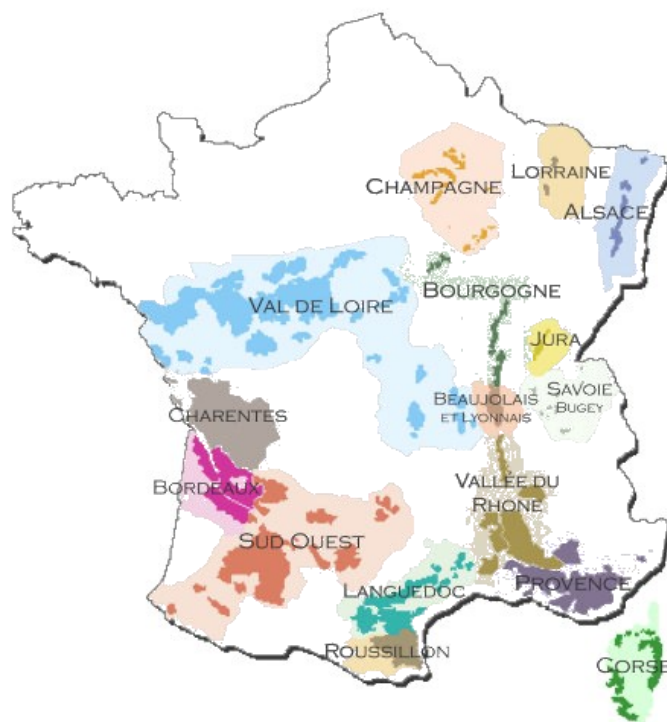 CHAMPAGNE
LORRAINE
ALSACE
BOURGOGNE
VAL DE LOIRE
JURA
SAVOIE
BUGEY
BEAUJOLAIS
ET LYONNAIS
CHARENTES
BORDEAUX
VALLÉE DU
RHONE
SUD OUEST
LANGUEDOC
PROVENCE
ROUSSILLON
CORSE